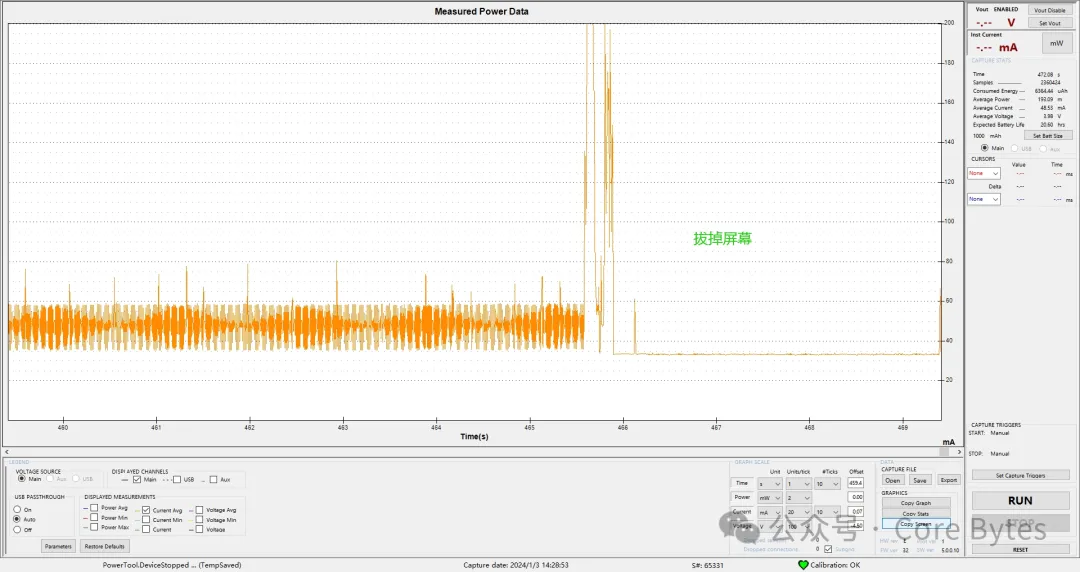 Measured Power Data
200
180
160
140
120
100
80
60
40
20
拔掉屏幕
460 461 462 463 464 465 466 467 468 469
Time(s)
mA
Vout ENABLED Vout Disable
-.-- V Set Vout
Inst Current
-.-- mA mW
CAPTURE STATS
Time 472.08 s
Samples 2360424
Consumed Energy 6364.44 uAh
Average Power 193.09 m
Average Current 48.53 mA
Average Voltage 3.98 V
Expected Battery Life 20.60 hrs
1000 mAh Set Batt Size
Main USB Aux
CURSORS
Value Time
None -.-- -.-- ms
Delta -.-- -.--
None -.-- -.-- ms
CAPTURE TRIGGERS
START: Manual
STOP: Manual
Set Capture Triggers
RUN
STOP
RESET
LEGEND
VOLTAGE SOURCE
Main Aux USB
DISPLAYED CHANNELS
Main USB Aux
USB PASSTHROUGH
On
Auto
Off
DISPLAYED MEASUREMENTS
Power Avg Current Avg Voltage Avg
Power Min Current Min Voltage Min
Power Max Current Voltage
Parameters Restore Defaults
GRAPH SCALE
Unit Units/tick #Ticks Offset
Time s 1 10 459.4
Power mW 2 0.00
Current mA 20 10 0.07
Voltage V 100 -4.50
Dropped connections: 0 Autopan
DATA
CAPTURE FILE
Open Save Export
GRAPHICS
Copy Graph
Copy Stats
Copy Screen
5.0.0.10
公众号 · Core Bytes
PowerTool.DeviceStopped ... (TempSaved)
Capture date: 2024/1/3 14:28:53
S#: 65331
Calibration: OK